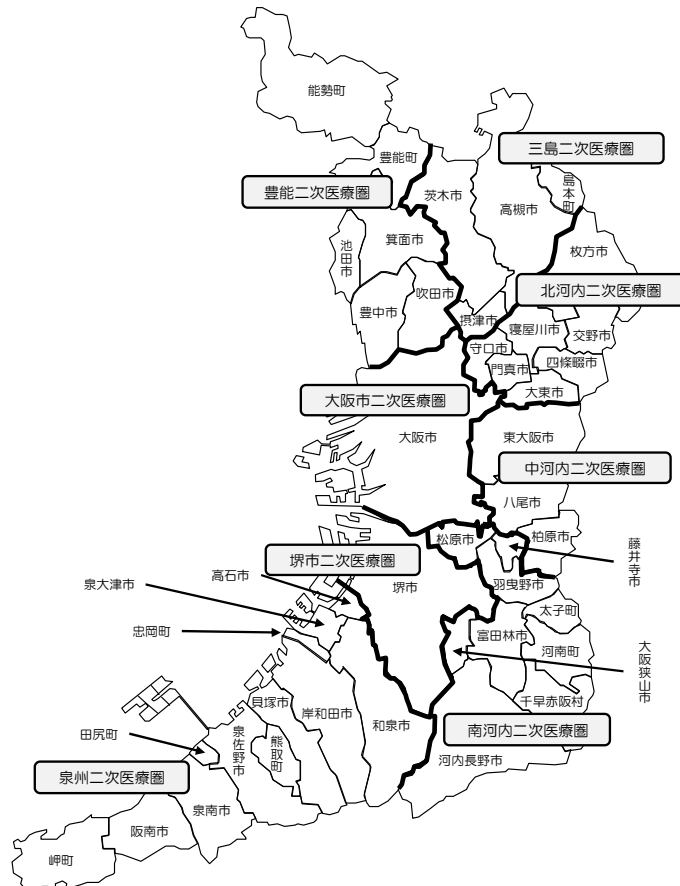 能勢町
豊能町
三島二次医療圏
豊能二次医療圏
茨木市
島本町
高槻市
箕面市
池田市
枚方市
吹田市
北河内二次医療圏
豊中市
摂津市
寝屋川市
交野市
守口市
門真市
四條畷市
大東市
大阪市二次医療圏
大阪市
東大阪市
中河内二次医療圏
八尾市
松原市
柏原市
藤井寺市
堺市二次医療圏
高石市
堺市
羽曳野市
泉大津市
太子町
忠岡町
富田林市
河南町
大阪狭山市
千早赤阪村
貝塚市
岸和田市
和泉市
南河内二次医療圏
田尻町
泉佐野市
熊取町
河内長野市
泉州二次医療圏
泉南市
阪南市
岬町